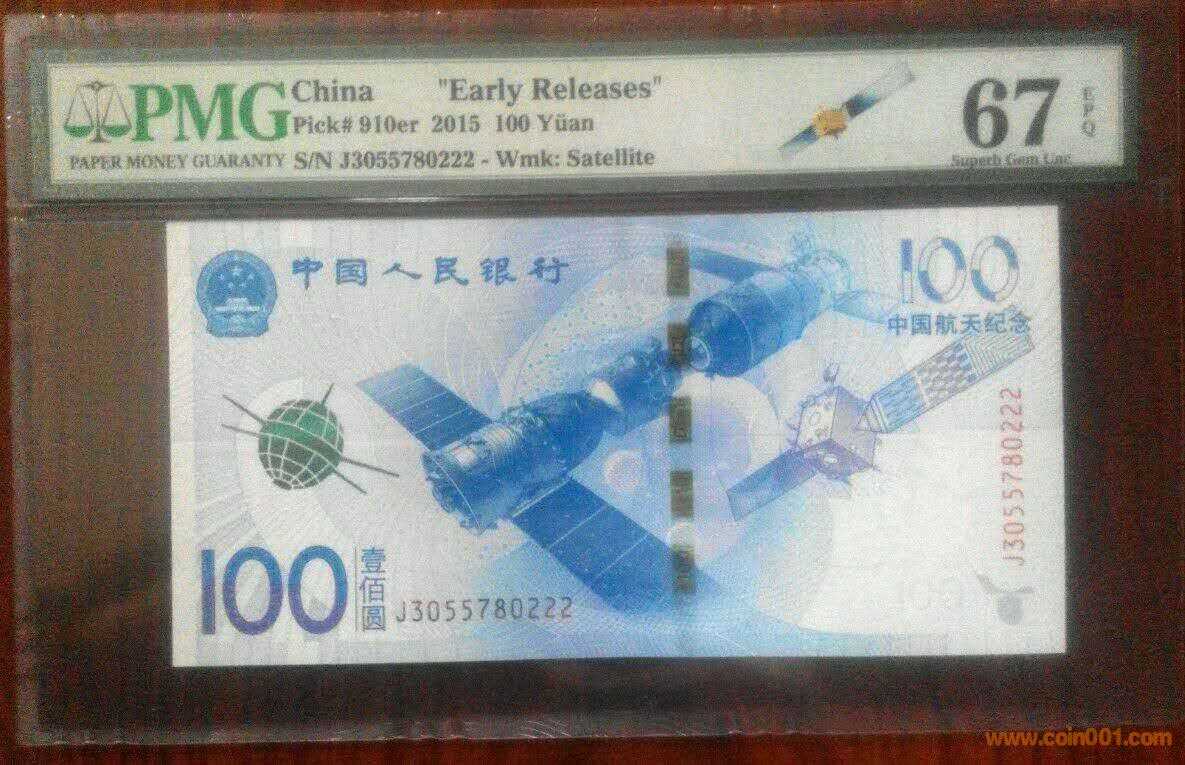 PMG
PAPER MONEY GUARANTY
China "Early Releases"
Pick# 910er 2015 100 Yüan
S/N J3055780222 - Wmk: Satellite
67
EPQ
Superb Gem Unc
中国人民银行
100
中国航天纪念
J3055780222
100
壹佰圆
J3055780222
www.coin001.com